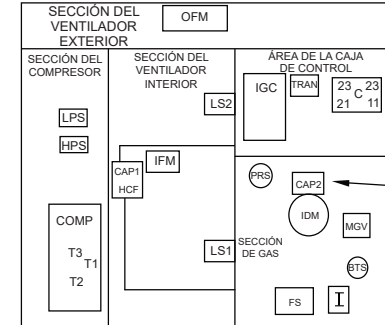 SECCIÓN DEL
VENTILADOR
EXTERIOR
OFM
SECCIÓN DEL
COMPRESOR
LPS
HPS
COMP
T3
T1
T2
SECCIÓN DEL
VENTILADOR
INTERIOR
LS2
IFM
CAP1
HCF
LS1
ÁREA DE LA CAJA
DE CONTROL
IGC
TRAN
23 C 23
21 11
PRS
CAP2
IDM
MGV
SECCIÓN
DE GAS
BTS
FS
I